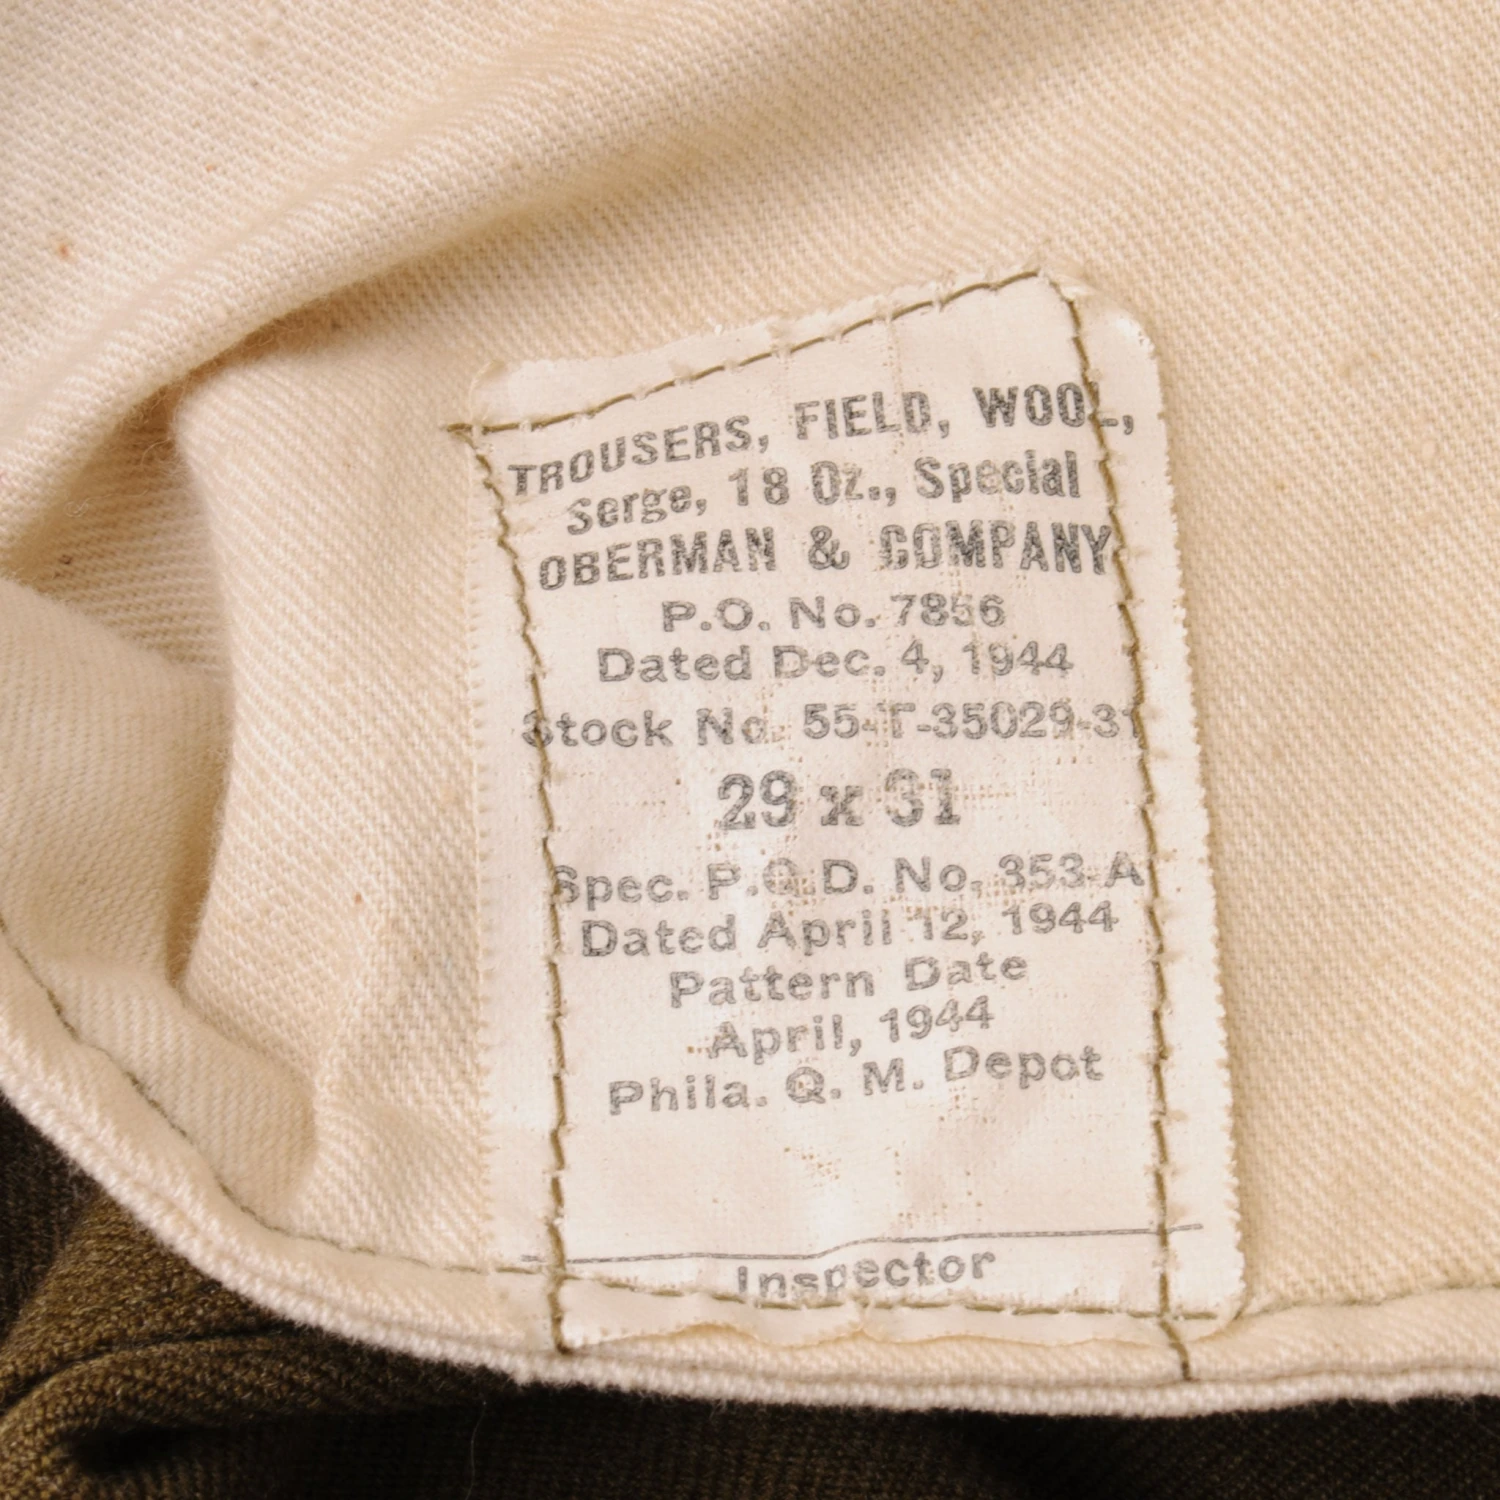 TROUSERS, FIELD, WOOL,
Serge, 18 Oz., Special
OBERMAN & COMPANY
P.O. No. 7856
Dated Dec. 4, 1944
Stock No. 55-T-35029-31
29 x 31
Spec. P.Q.D. No. 353-A
Dated April 12, 1944
Pattern Date
April, 1944
Phila. Q. M. Depot
Inspector